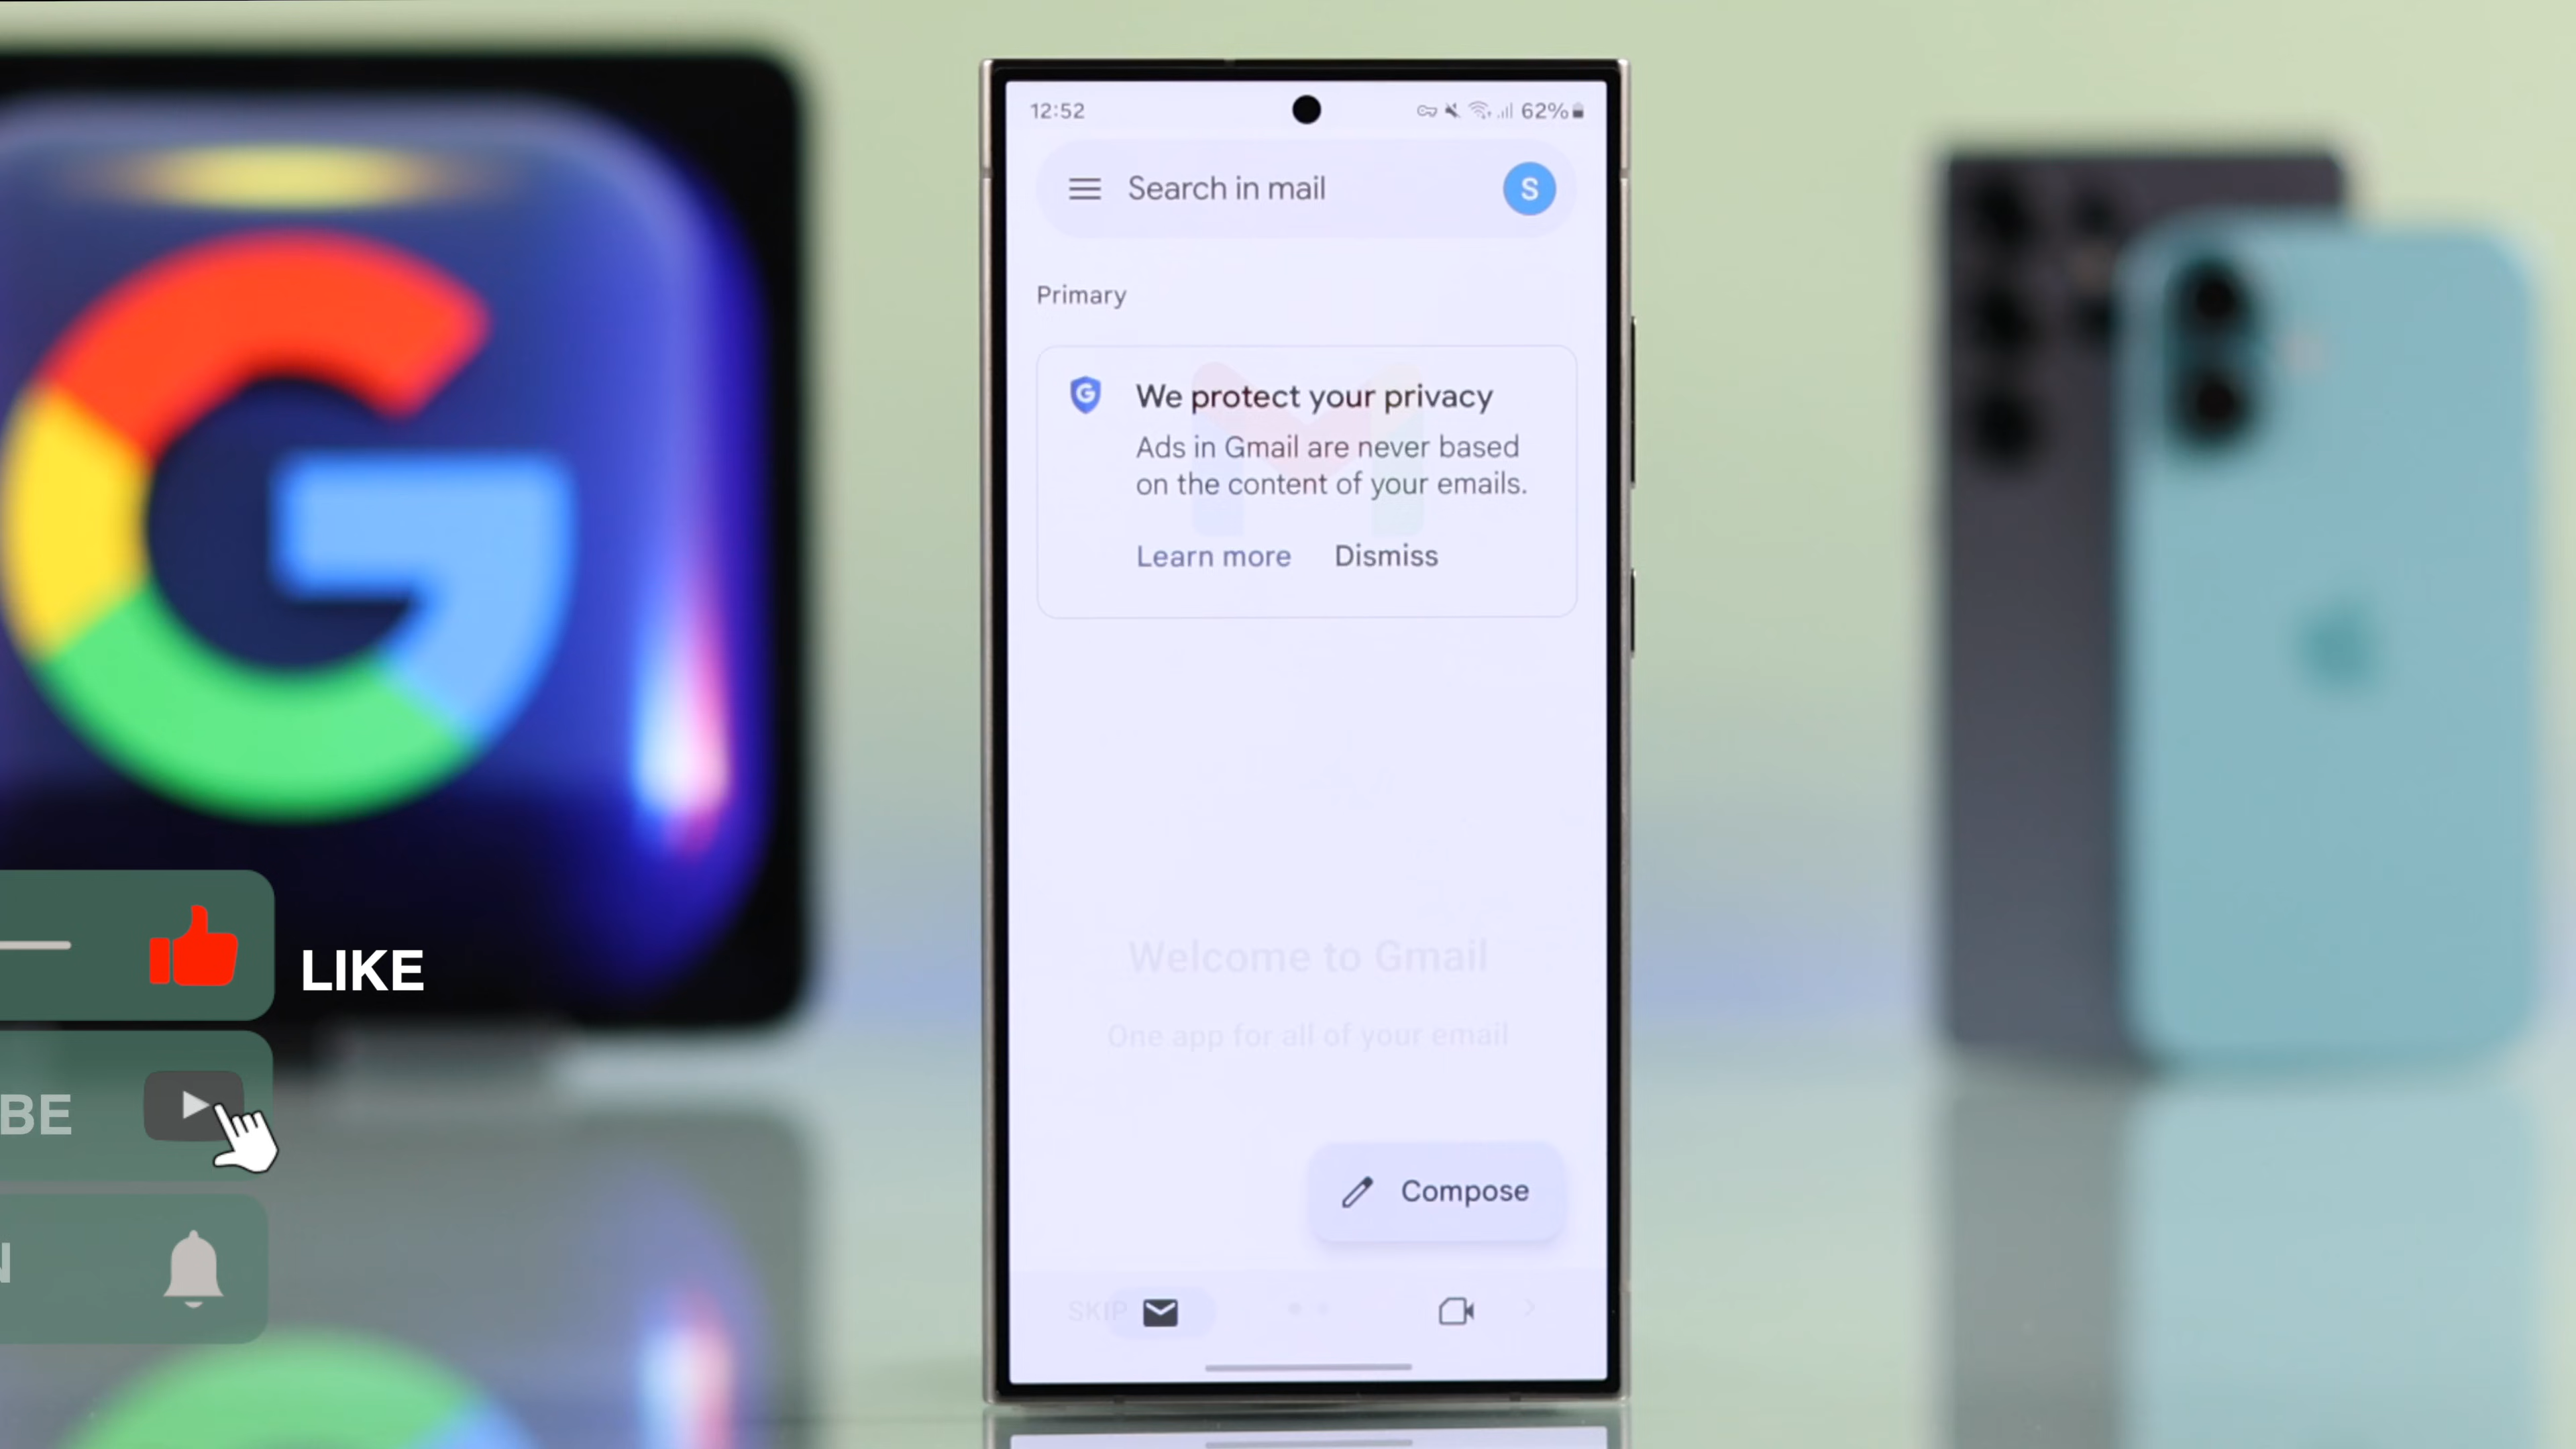 12:52
62%
Search in mail
S
Primary
We protect your privacy
Ads in Gmail are never based
on the content of your emails.
Learn more
Dismiss
Welcome to Gmail
One app for all of your email
Compose
SKIP
LIKE
BE
N